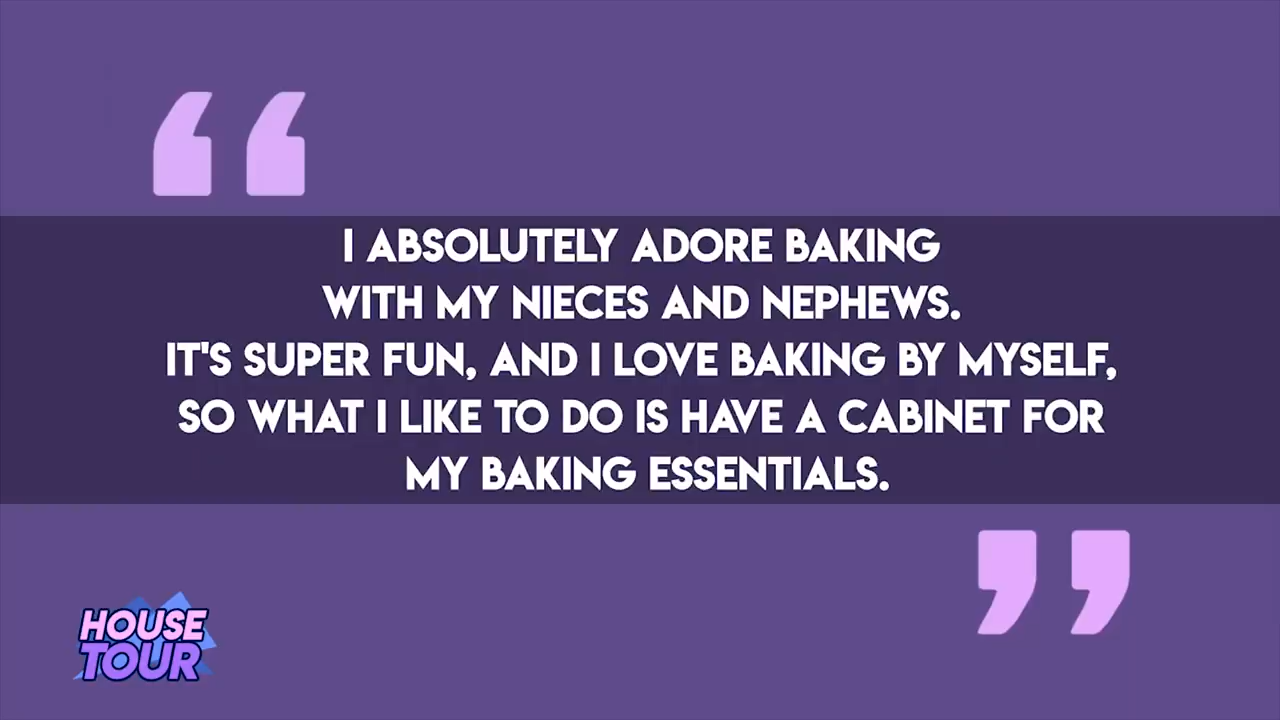 I ABSOLUTELY ADORE BAKING
WITH MY NIECES AND NEPHEWS.
IT'S SUPER FUN, AND I LOVE BAKING BY MYSELF,
SO WHAT I LIKE TO DO IS HAVE A CABINET FOR
MY BAKING ESSENTIALS.
HOUSE
TOUR